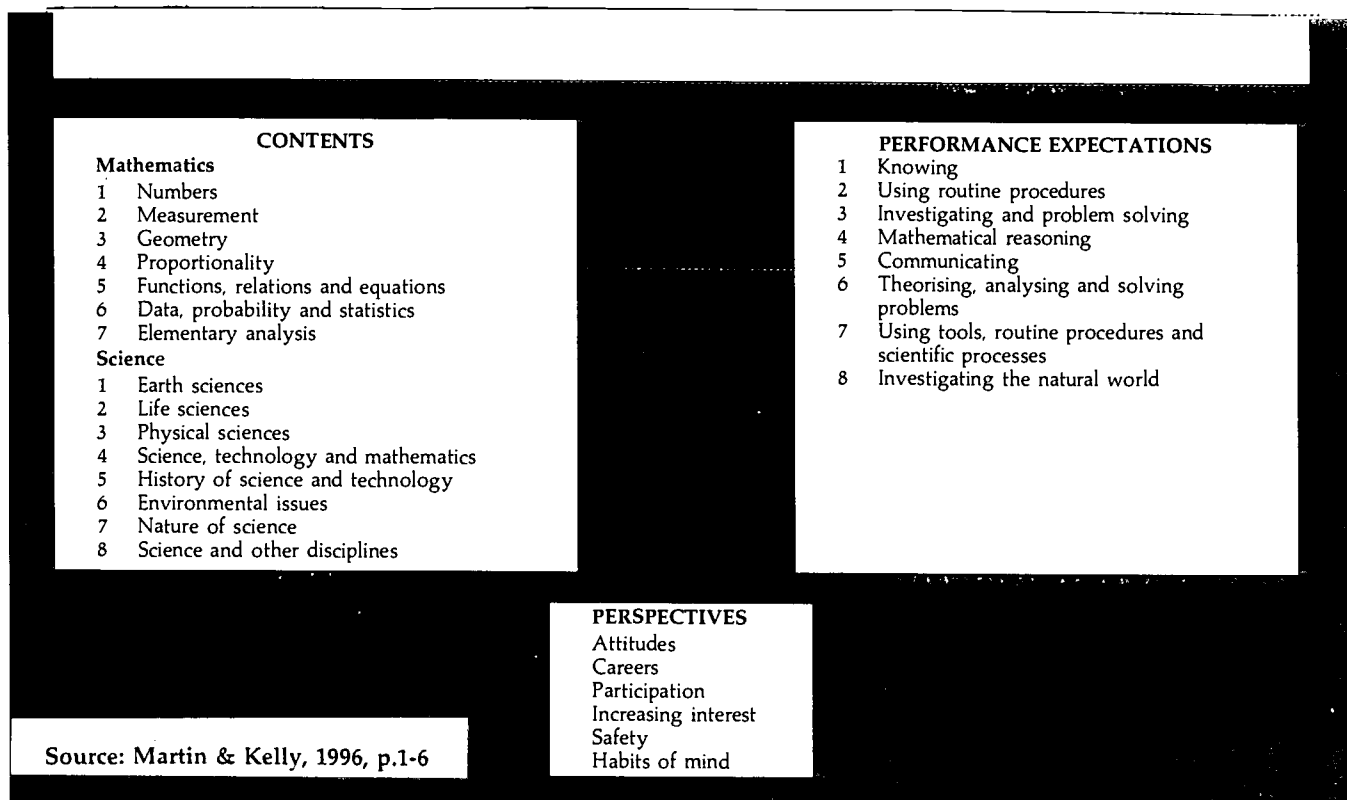 CONTENTS
Mathematics
1 Numbers
2 Measurement
3 Geometry
4 Proportionality
5 Functions, relations and equations
6 Data, probability and statistics
7 Elementary analysis
Science
1 Earth sciences
2 Life sciences
3 Physical sciences
4 Science, technology and mathematics
5 History of science and technology
6 Environmental issues
7 Nature of science
8 Science and other disciplines
PERFORMANCE EXPECTATIONS
1 Knowing
2 Using routine procedures
3 Investigating and problem solving
4 Mathematical reasoning
5 Communicating
6 Theorising, analysing and solving
problems
7 Using tools, routine procedures and
scientific processes
8 Investigating the natural world
PERSPECTIVES
Attitudes
Careers
Participation
Increasing interest
Safety
Habits of mind
Source: Martin & Kelly, 1996, p.1-6